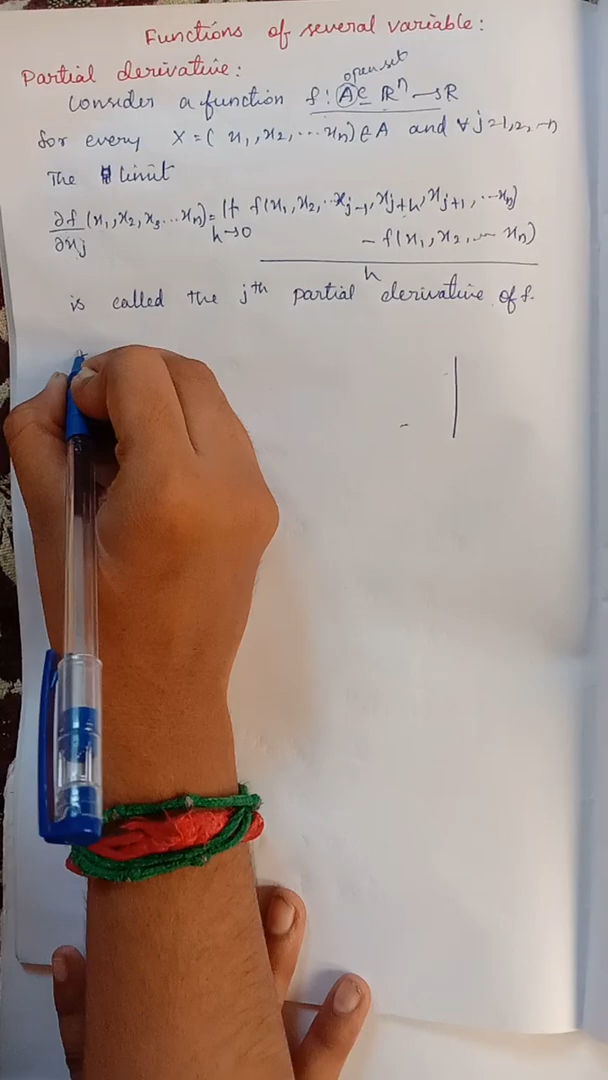 Functions of several variable:
Partial derivative:
open set
Consider a function f: A ⊆ ℝⁿ → ℝ
for every X = (x₁, x₂, ... xₙ) ∈ A and ∀ j = 1, 2, -- n
The limit
∂f/∂xⱼ (x₁, x₂, x₃ ... xₙ) = lt h→0 f(x₁, x₂, ... xⱼ₋₁, xⱼ+h, xⱼ₊₁, ... xₙ)
- f(x₁, x₂, ... xₙ)
h
is called the jᵗʰ partial derivative of f.